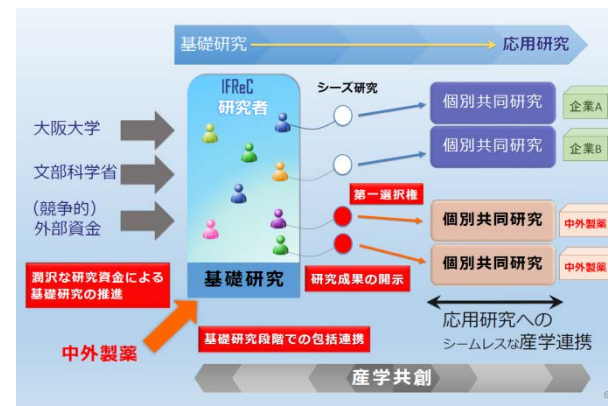 基礎研究
応用研究
IFReC
研究者
シーズ研究
大阪大学
文部科学省
(競争的)
外部資金
個別共同研究
企業A
個別共同研究
企業B
第一選択権
個別共同研究
中外製薬
個別共同研究
中外製薬
潤沢な研究資金による
基礎研究の推進
基礎研究
研究成果の開示
中外製薬
基礎研究段階での包括連携
応用研究への
シームレスな産学連携
産学共創